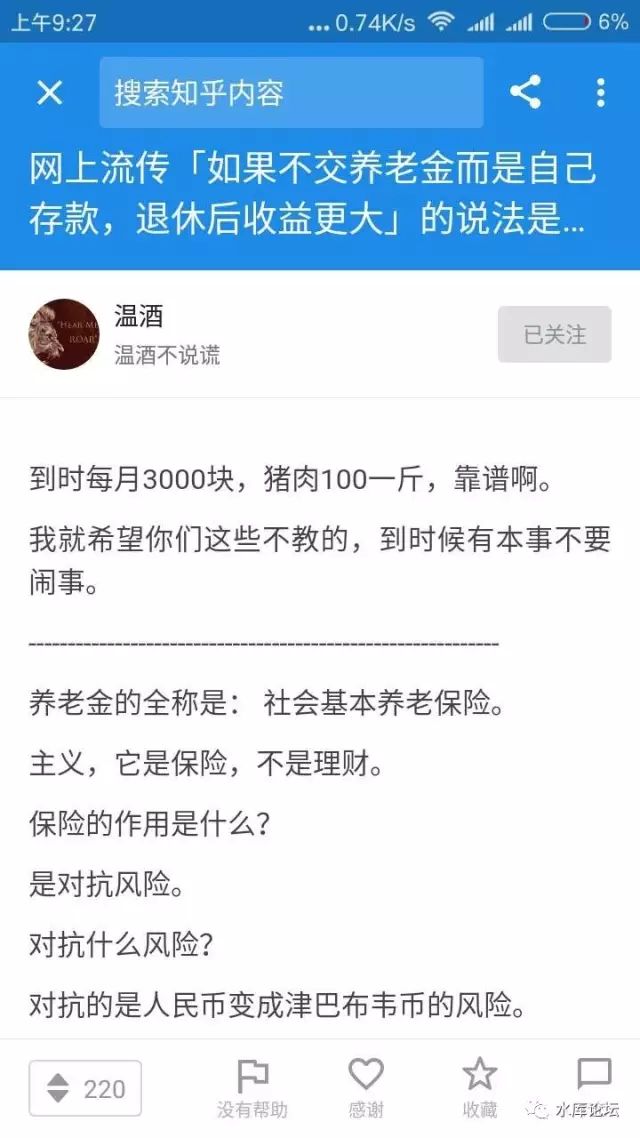 上午9:27
... 0.74K/s
6%
搜索知乎内容
网上流传「如果不交养老金而是自己
存款，退休后收益更大」的说法是...
"HEAR ME
ROAR"
温酒
温酒不说谎
已关注
到时每月3000块，猪肉100一斤，靠谱啊。
我就希望你们这些不教的，到时候有本事不要
闹事。
----------------------------------------------------------
养老金的全称是： 社会基本养老保险。
主义，它是保险，不是理财。
保险的作用是什么？
是对抗风险。
对抗什么风险？
对抗的是人民币变成津巴布韦币的风险。
220
没有帮助
感谢
收藏
水库论坛